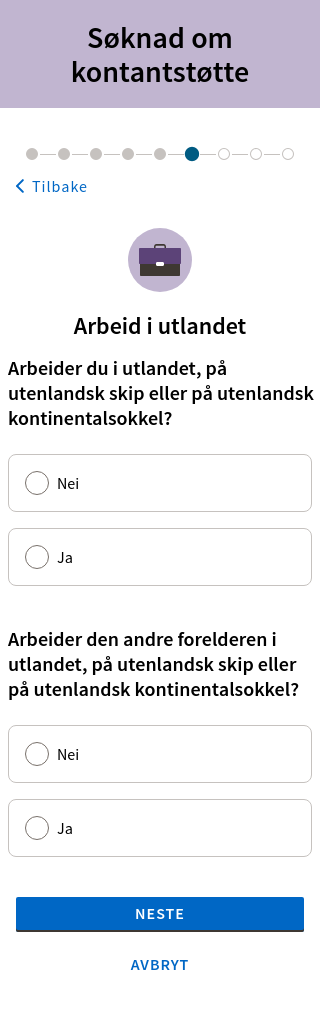 Søknad om
kontantstøtte
Tilbake
Arbeid i utlandet
Arbeider du i utlandet, på
utenlandsk skip eller på utenlandsk
kontinentalsokkel?
Nei
Ja
Arbeider den andre forelderen i
utlandet, på utenlandsk skip eller
på utenlandsk kontinentalsokkel?
Nei
Ja
NESTE
AVBRYT